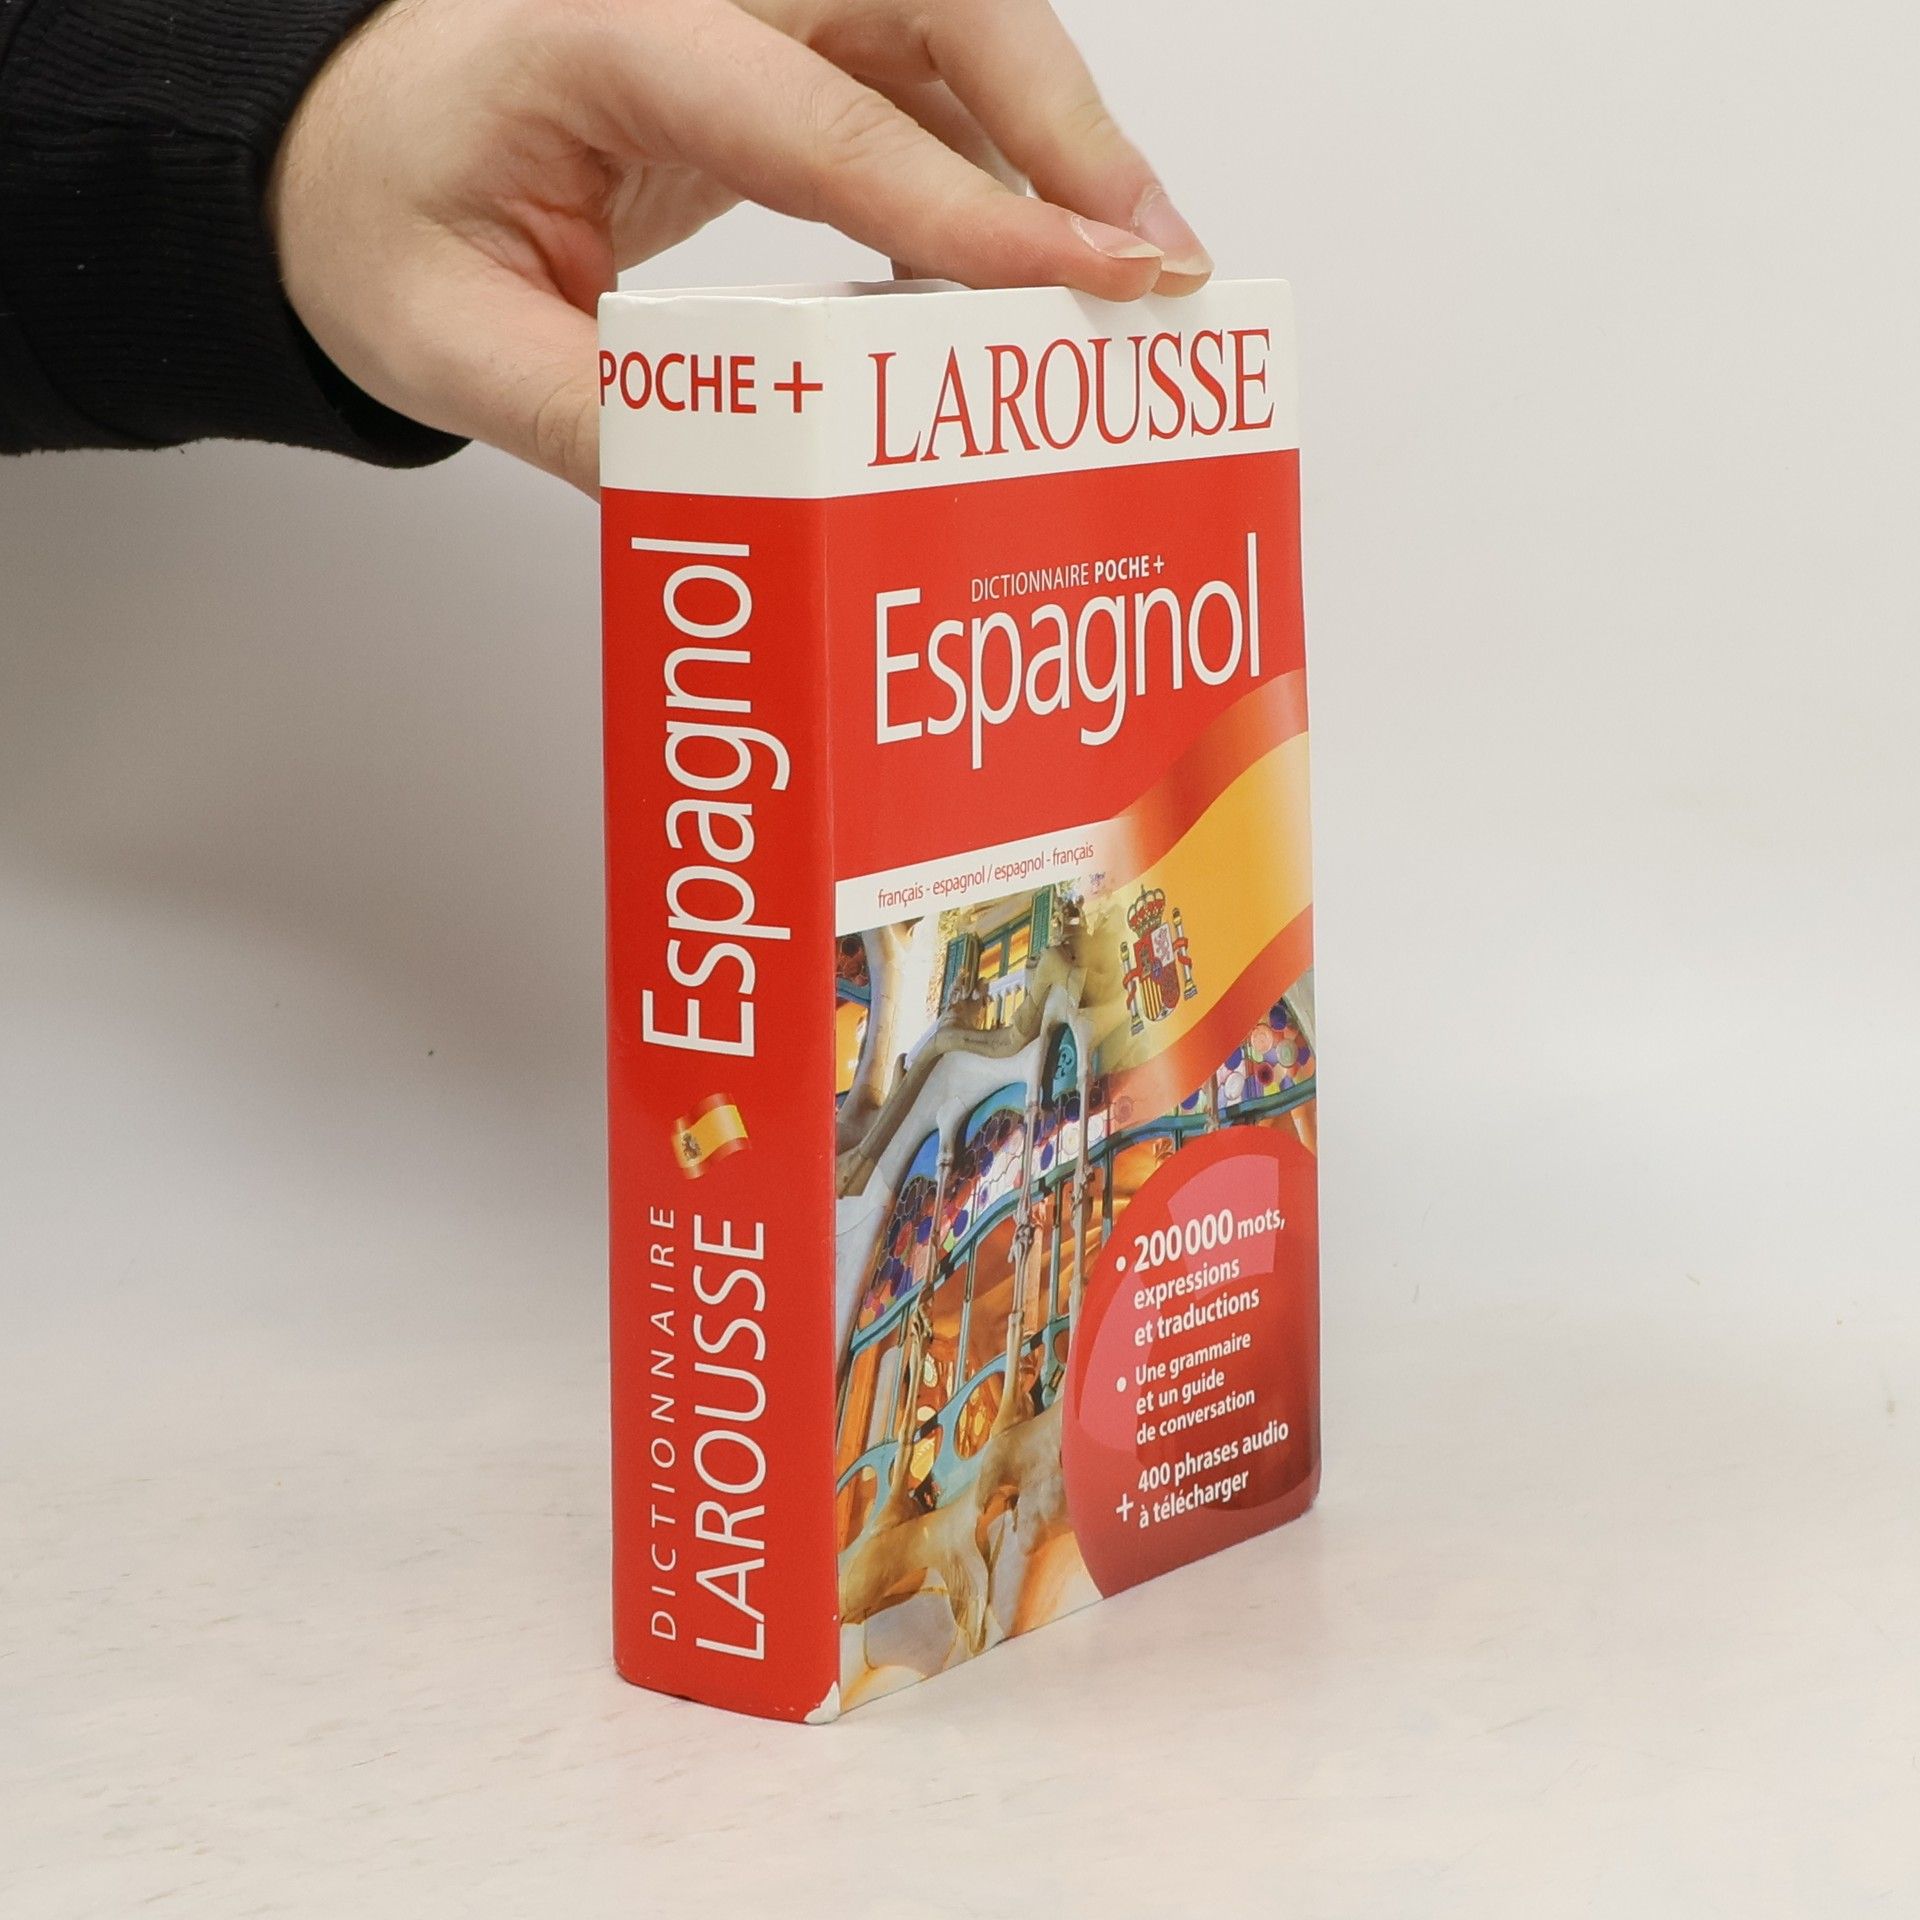 POCHE +
Espagnol
DICTIONNAIRE
LAROUSSE
LAROUSSE
DICTIONNAIRE POCHE +
Espagnol
français - espagnol / espagnol - français
• 200 000 mots,
expressions
et traductions
• Une grammaire
et un guide
de conversation
+ 400 phrases audio
à télécharger